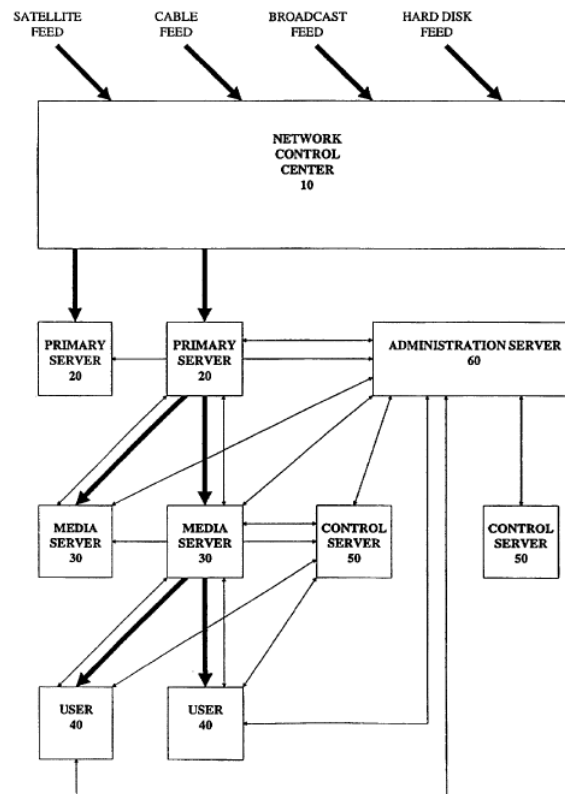 SATELLITE
FEED
CABLE
FEED
BROADCAST
FEED
HARD DISK
FEED
NETWORK
CONTROL
CENTER
10
PRIMARY
SERVER
20
PRIMARY
SERVER
20
ADMINISTRATION SERVER
60
MEDIA
SERVER
30
MEDIA
SERVER
30
CONTROL
SERVER
50
CONTROL
SERVER
50
USER
40
USER
40